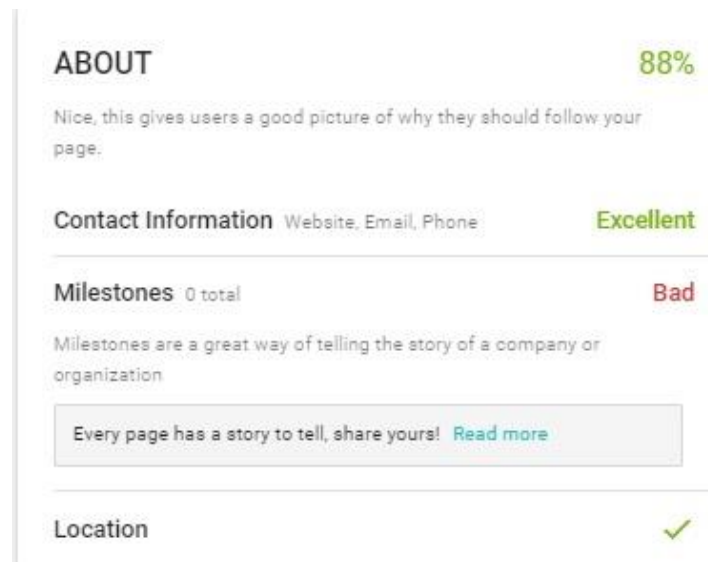 ABOUT 88%
Nice, this gives users a good picture of why they should follow your
page.
Contact Information Website, Email, Phone Excellent
Milestones 0 total Bad
Milestones are a great way of telling the story of a company or
organization
Every page has a story to tell, share yours! Read more
Location